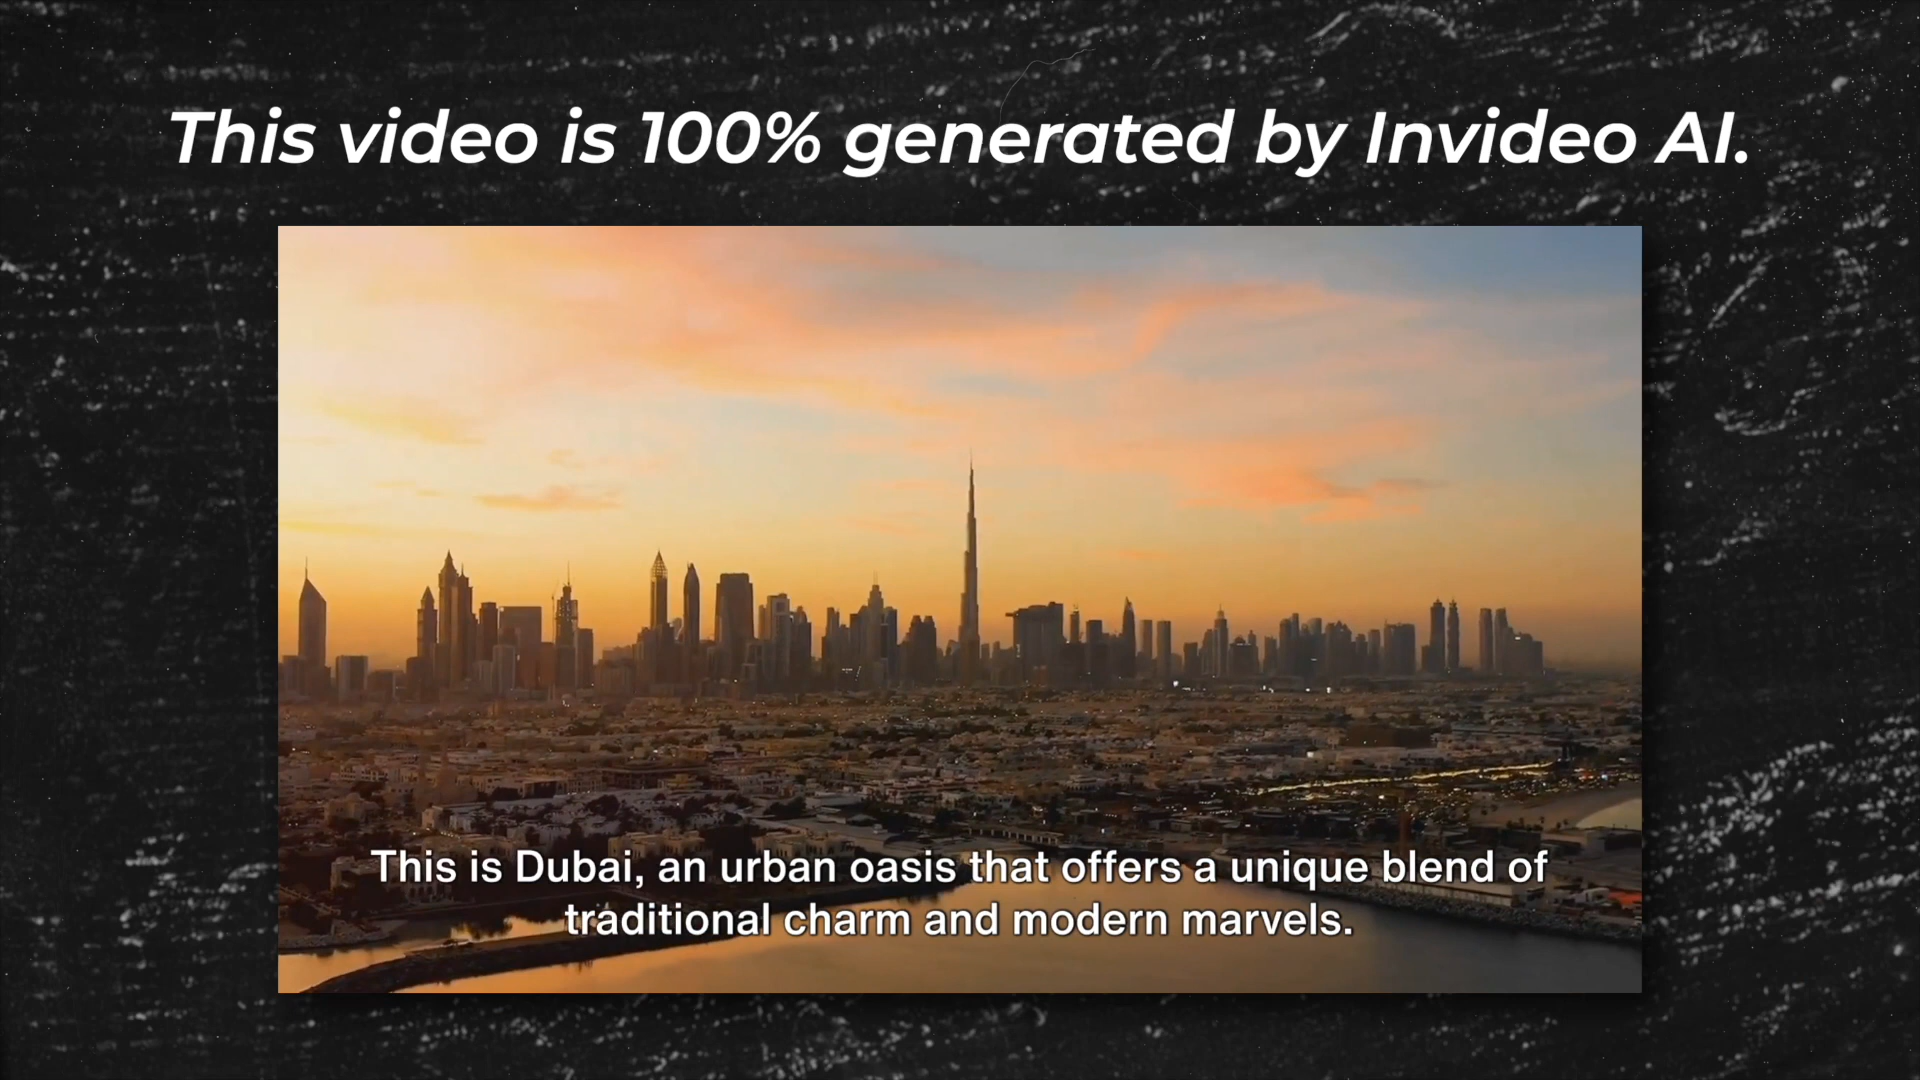 This video is 100% generated by Invideo AI.
This is Dubai, an urban oasis that offers a unique blend of
traditional charm and modern marvels.